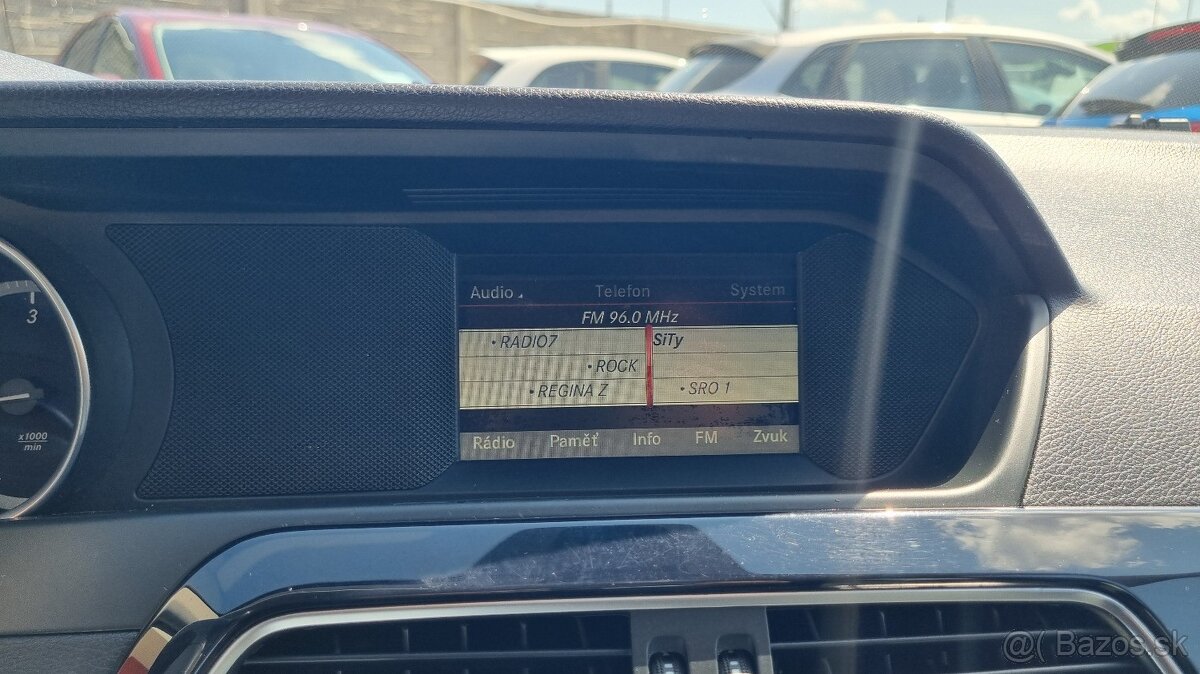 Audio Telefon System
FM 96.0 MHz
• RADIO7 SiTy
• ROCK
• REGINA Z • SRO 1
Rádio Paměť Info FM Zvuk
3
x1000
min
@( Bazos.sk